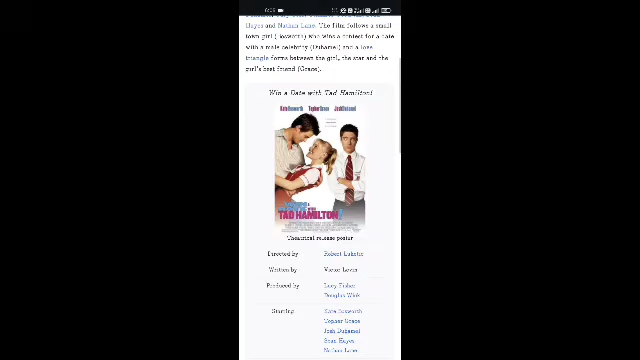 Hayes and Nathan Lane. The film follows a small
town girl (Bosworth) who wins a contest for a date
with a male celebrity (Duhamel) and a love
triangle forms between the girl, the star and the
girl's best friend (Grace).
Win a Date with Tad Hamilton!
Kate Bosworth Topher Grace Josh Duhamel
TAD HAMILTON!
Theatrical release poster
Directed by Robert Luketic
Written by Victor Levin
Produced by Lucy Fisher
Douglas Wick
Starring Kate Bosworth
Topher Grace
Josh Duhamel
Sean Hayes
Nathan Lane